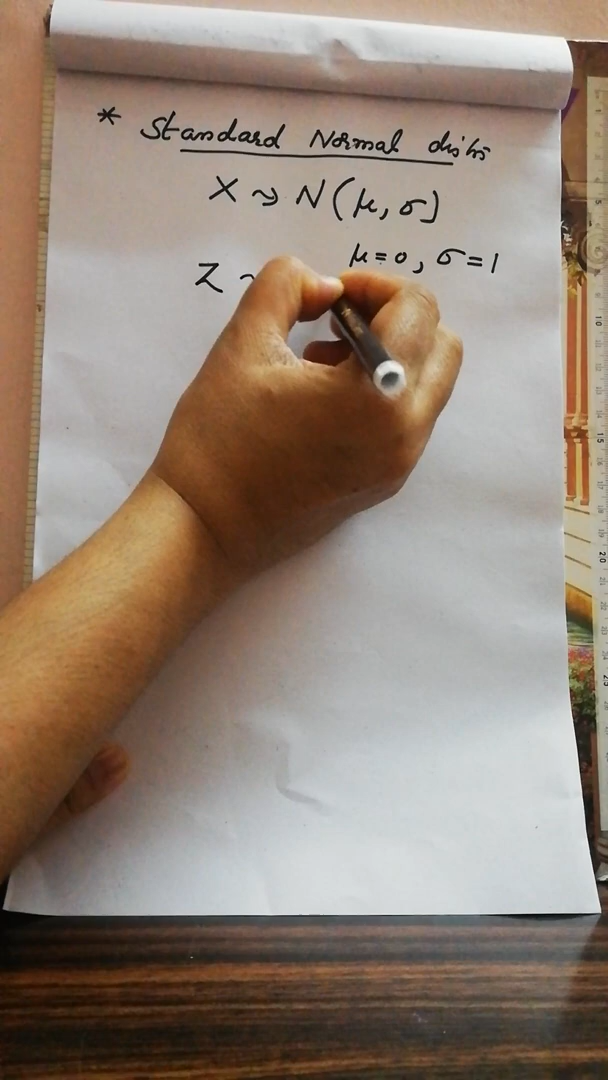 * Standard Normal distn
X ~ N(μ, σ)
μ = 0, σ = 1
Z ~